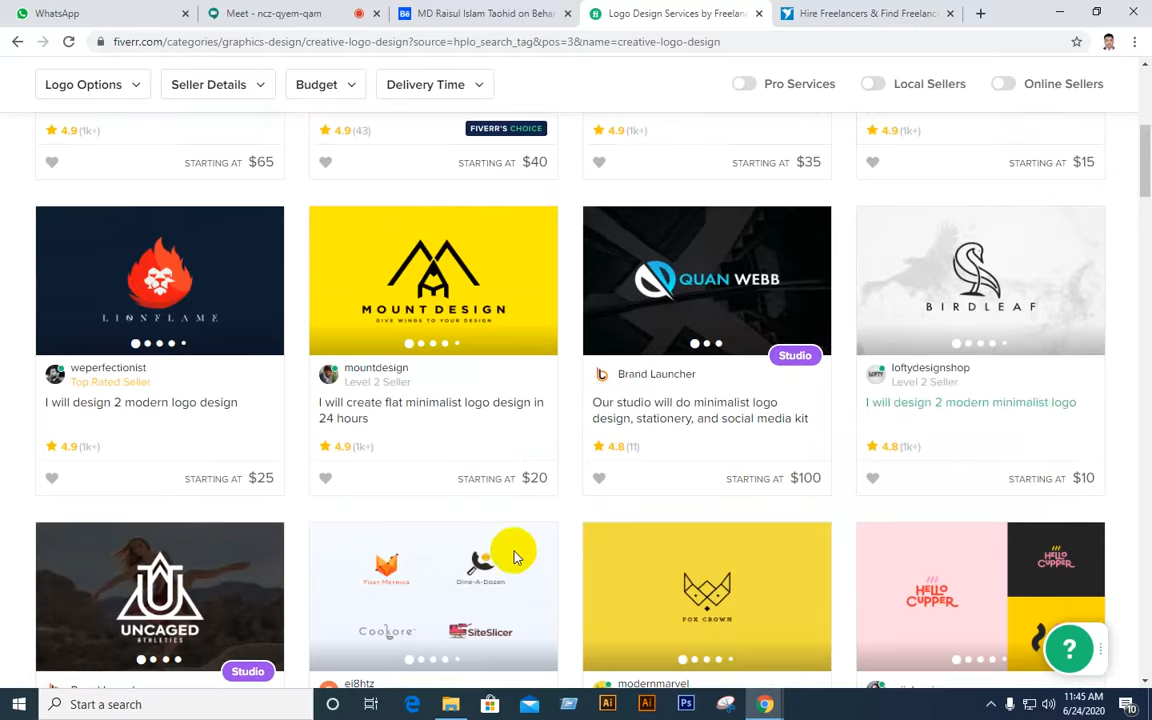 WhatsApp
Meet - ncz-qyem-qam
MD Raisul Islam Taohid on Behan
Logo Design Services by Freelanc
Hire Freelancers & Find Freelance
fiverr.com/categories/graphics-design/creative-logo-design?source=hplo_search_tag&pos=3&name=creative-logo-design
Logo Options
Seller Details
Budget
Delivery Time
Pro Services
Local Sellers
Online Sellers
4.9 (1k+)
4.9 (43)
FIVERR'S CHOICE
4.9 (1k+)
4.9 (1k+)
STARTING AT $65
STARTING AT $40
STARTING AT $35
STARTING AT $15
LIONFLAME
MOUNT DESIGN
GIVE WINGS TO YOUR DESIGN
QUAN WEBB
BIRDLEAF
Studio
weperfectionist
Top Rated Seller
mountdesign
Level 2 Seller
Brand Launcher
loftydesignshop
Level 2 Seller
I will design 2 modern logo design
I will create flat minimalist logo design in
24 hours
Our studio will do minimalist logo
design, stationery, and social media kit
I will design 2 modern minimalist logo
4.9 (1k+)
4.9 (1k+)
4.8 (11)
4.8 (1k+)
STARTING AT $25
STARTING AT $20
STARTING AT $100
STARTING AT $10
UNCAGED
ATHLETICS
Studio
Foxy Metrics
Dine-A-Dozen
SiteSlicer
FOX CROWN
HELLO
CUPPER
HELLO
CUPPER
ei8htz
modernmarvel
?
Start a search
11:45 AM
6/24/2020
10